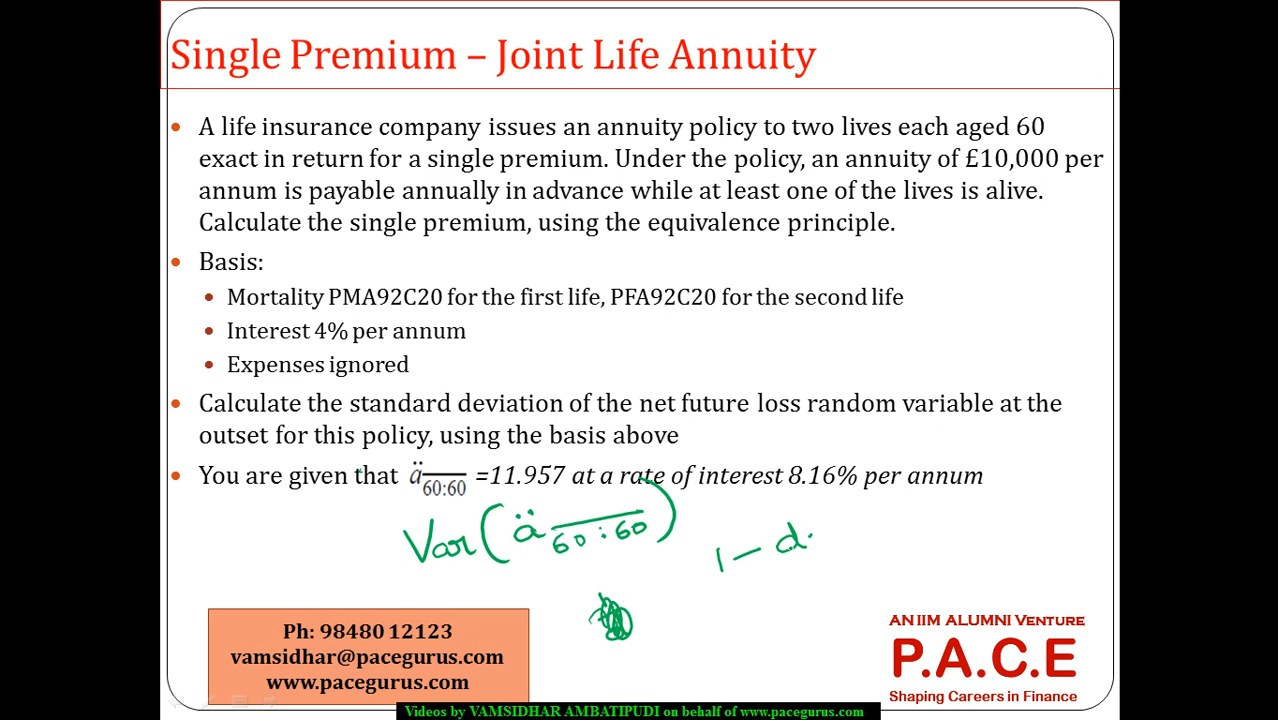 Single Premium – Joint Life Annuity
• A life insurance company issues an annuity policy to two lives each aged 60
exact in return for a single premium. Under the policy, an annuity of £10,000 per
annum is payable annually in advance while at least one of the lives is alive.
Calculate the single premium, using the equivalence principle.
• Basis:
• Mortality PMA92C20 for the first life, PFA92C20 for the second life
• Interest 4% per annum
• Expenses ignored
• Calculate the standard deviation of the net future loss random variable at the
outset for this policy, using the basis above
• You are given that ä 60:60 =11.957 at a rate of interest 8.16% per annum
Var(ä 60:60)
1 – d.
Ph: 98480 12123
vamsidhar@pacegurus.com
www.pacegurus.com
AN IIM ALUMNI VENTURE
P.A.C.E
Shaping Careers in Finance
Videos by VAMSIDHAR AMBATIPUDI on behalf of www.pacegurus.com